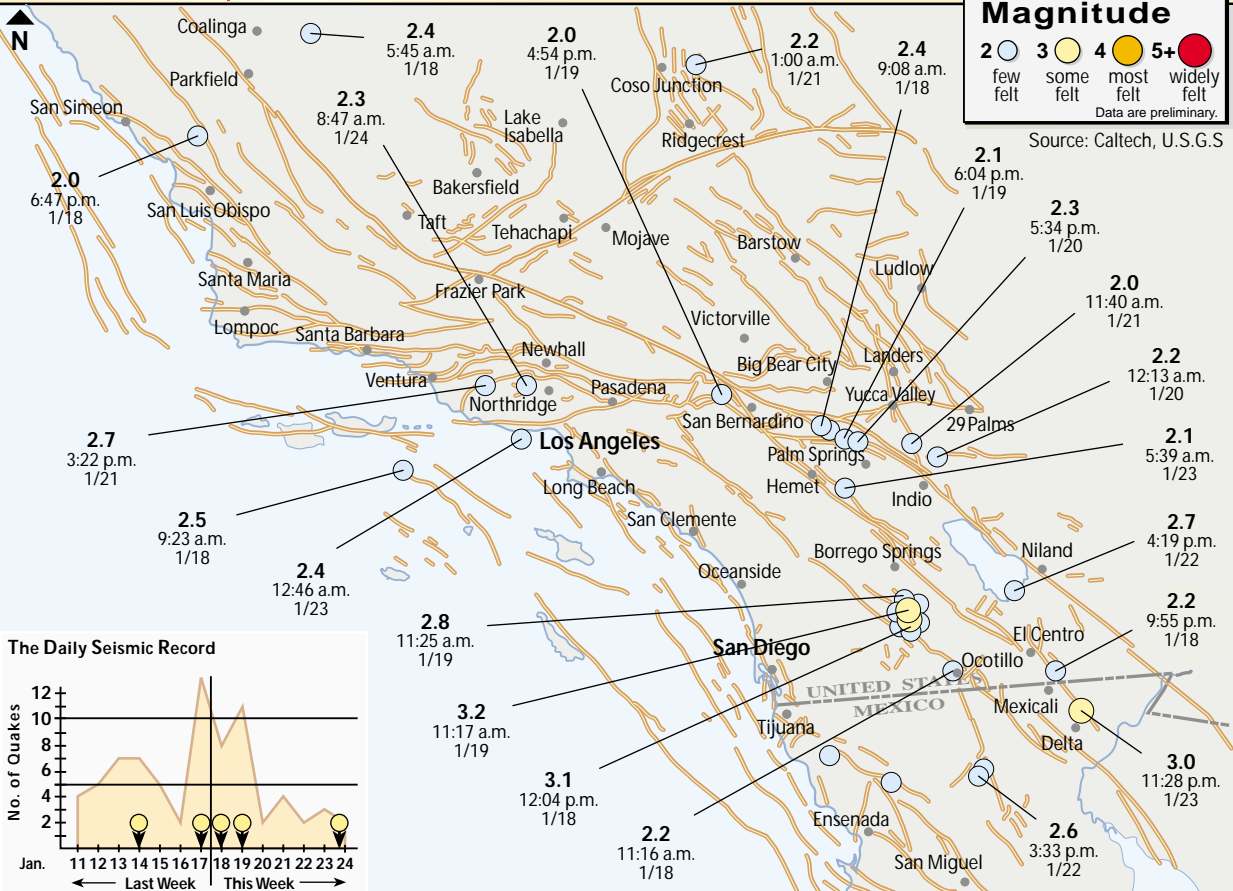 Magnitude
2 3 4 5+
few felt
some felt
most felt
widely felt
Data are preliminary.
Source: Caltech, U.S.G.S
N
Coalinga
2.4
5:45 a.m.
1/18
2.0
4:54 p.m.
1/19
2.2
1:00 a.m.
1/21
2.4
9:08 a.m.
1/18
Parkfield
Coso Junction
San Simeon
2.3
8:47 a.m.
1/24
Lake
Isabella
Ridgecrest
2.1
6:04 p.m.
1/19
2.0
6:47 p.m.
1/18
Bakersfield
San Luis Obispo
Taft
Tehachapi
Mojave
Barstow
2.3
5:34 p.m.
1/20
Santa Maria
Frazier Park
Ludlow
2.0
11:40 a.m.
1/21
Lompoc
Santa Barbara
Victorville
Newhall
Big Bear City
Landers
2.2
12:13 a.m.
1/20
Ventura
Northridge
Pasadena
Yucca Valley
San Bernardino
29 Palms
2.7
3:22 p.m.
1/21
Los Angeles
Palm Springs
2.1
5:39 a.m.
1/23
Long Beach
Hemet
Indio
2.5
9:23 a.m.
1/18
San Clemente
2.7
4:19 p.m.
1/22
2.4
12:46 a.m.
1/23
Oceanside
Borrego Springs
Niland
2.8
11:25 a.m.
1/19
2.2
9:55 p.m.
1/18
San Diego
El Centro
Ocotillo
UNITED STATES
MEXICO
3.2
11:17 a.m.
1/19
Tijuana
Mexicali
Delta
3.1
12:04 p.m.
1/18
3.0
11:28 p.m.
1/23
2.2
11:16 a.m.
1/18
Ensenada
2.6
3:33 p.m.
1/22
San Miguel
The Daily Seismic Record
No. of Quakes
12
10
8
6
4
2
Jan. 11 12 13 14 15 16 17 18 19 20 21 22 23 24
Last Week This Week